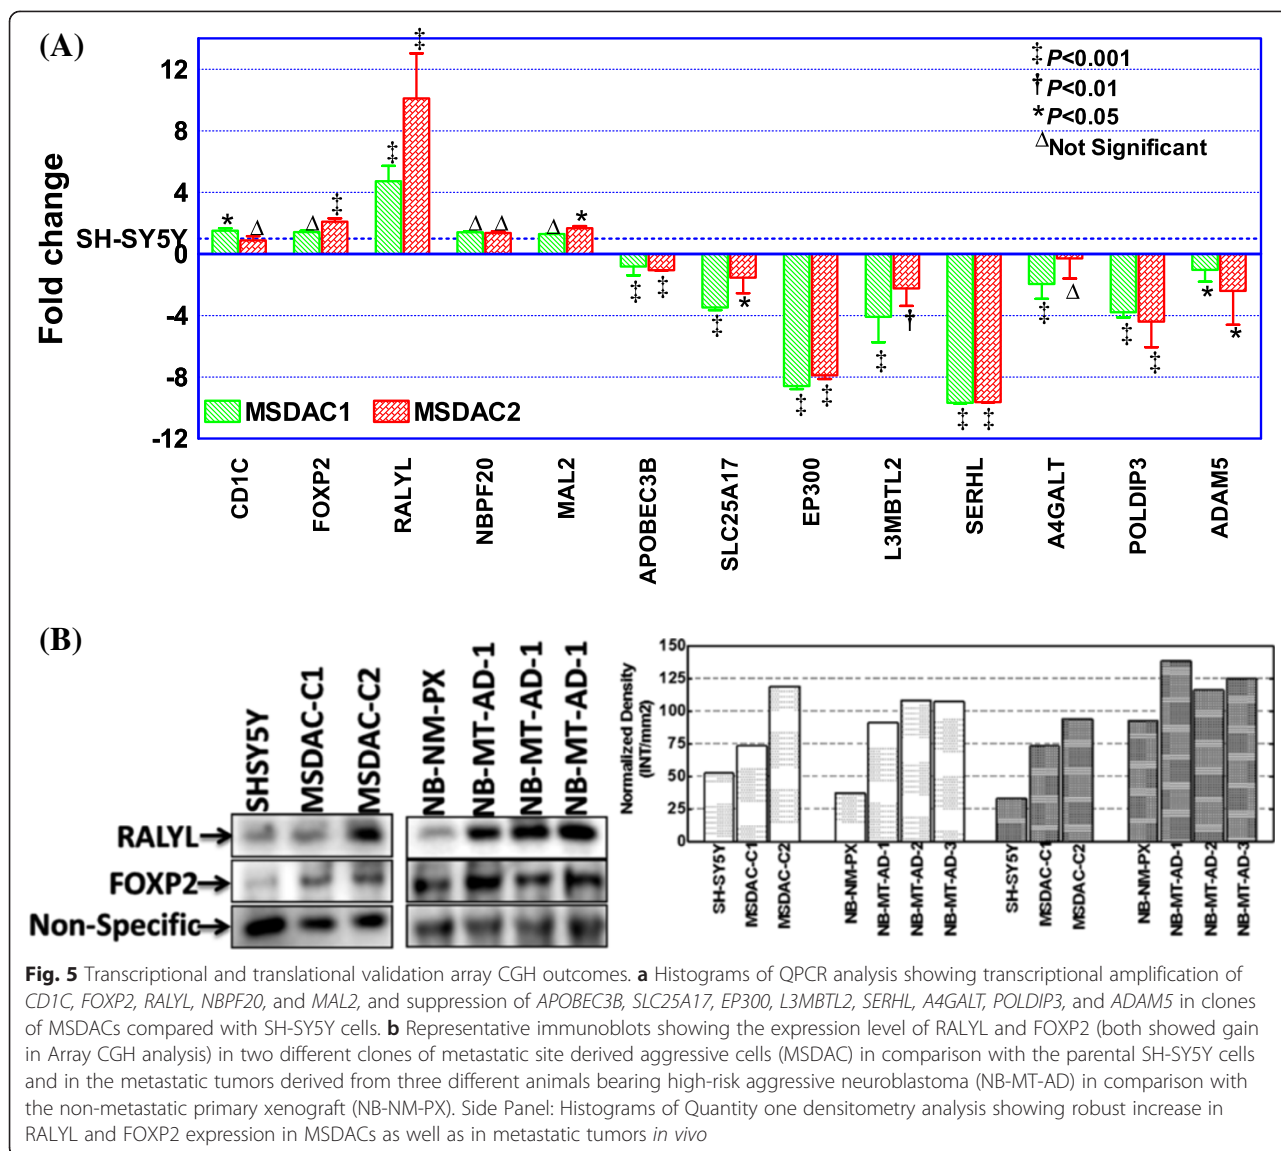 (A)
12
8
4
SH-SY5Y
0
-4
-8
-12
Fold change
‡ P<0.001
† P<0.01
* P<0.05
Δ Not Significant
* Δ Δ ‡ ‡ ‡ Δ Δ Δ *
‡ ‡ ‡ * ‡ ‡ ‡ † ‡ ‡ ‡ Δ ‡ ‡ * *
MSDAC1 MSDAC2
CD1C
FOXP2
RALYL
NBPF20
MAL2
APOBEC3B
SLC25A17
EP300
L3MBTL2
SERHL
A4GALT
POLDIP3
ADAM5
(B)
SHSY5Y
MSDAC-C1
MSDAC-C2
NB-NM-PX
NB-MT-AD-1
NB-MT-AD-1
NB-MT-AD-1
RALYL
FOXP2
Non-Specific
Normalized Density
(INT/mm2)
150
125
100
75
50
25
0
SH-SY5Y
MSDAC-C1
MSDAC-C2
NB-NM-PX
NB-MT-AD-1
NB-MT-AD-2
NB-MT-AD-3
SH-SY5Y
MSDAC-C1
MSDAC-C2
NB-NM-PX
NB-MT-AD-1
NB-MT-AD-2
NB-MT-AD-3
Fig. 5 Transcriptional and translational validation array CGH outcomes. a Histograms of QPCR analysis showing transcriptional amplification of
CD1C, FOXP2, RALYL, NBPF20, and MAL2, and suppression of APOBEC3B, SLC25A17, EP300, L3MBTL2, SERHL, A4GALT, POLDIP3, and ADAM5 in clones
of MSDACs compared with SH-SY5Y cells. b Representative immunoblots showing the expression level of RALYL and FOXP2 (both showed gain
in Array CGH analysis) in two different clones of metastatic site derived aggressive cells (MSDAC) in comparison with the parental SH-SY5Y cells
and in the metastatic tumors derived from three different animals bearing high-risk aggressive neuroblastoma (NB-MT-AD) in comparison with
the non-metastatic primary xenograft (NB-NM-PX). Side Panel: Histograms of Quantity one densitometry analysis showing robust increase in
RALYL and FOXP2 expression in MSDACs as well as in metastatic tumors in vivo